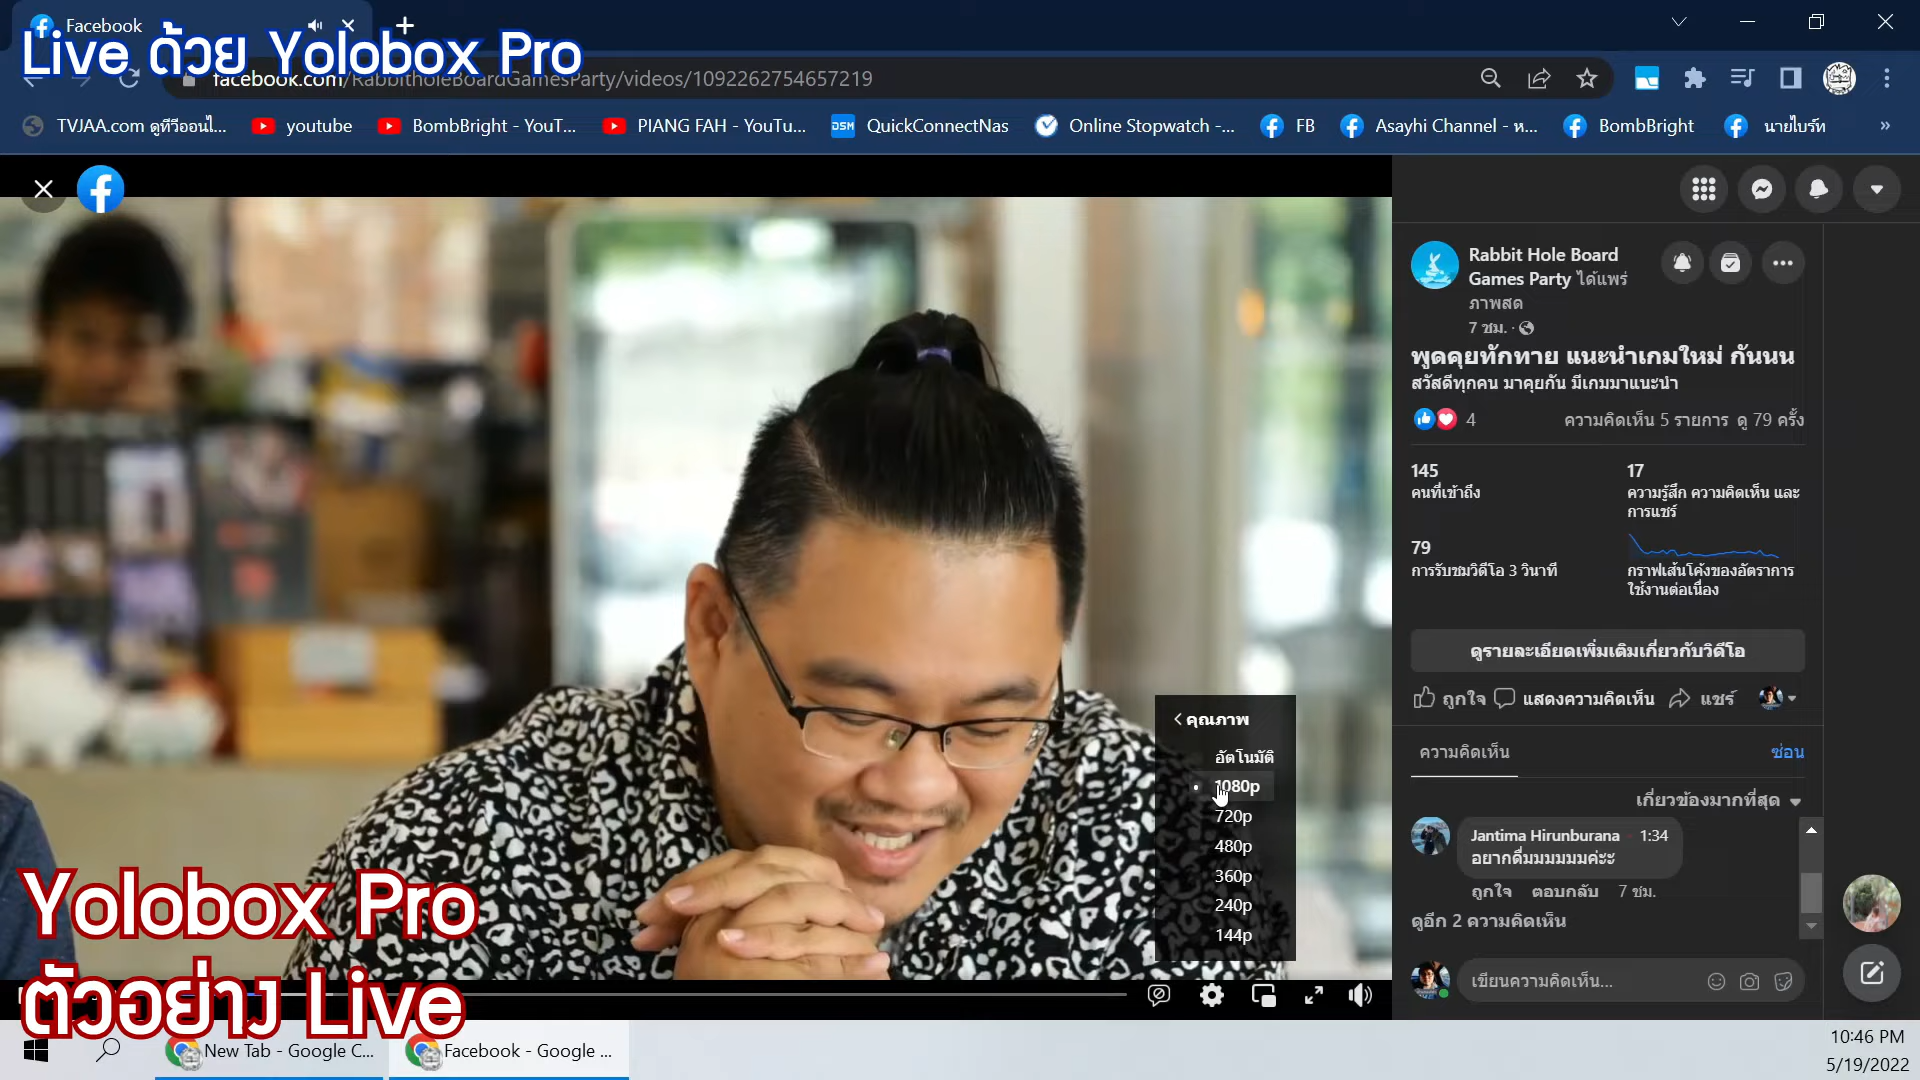 Facebook
Live ด้วย Yolobox Pro
facebook.com/RabbitholeBoardGamesParty/videos/1092262754657219
TVJAA.com ดูทีวีออนไ...
youtube
BombBright - YouT...
PIANG FAH - YouTu...
DSM QuickConnectNas
Online Stopwatch -...
FB
Asayhi Channel - ห...
BombBright
นายไบร์ท
»
Rabbit Hole Board
Games Party ได้แพร่
ภาพสด
7 ชม. ·
พูดคุยทักทาย แนะนำเกมใหม่ กันนน
สวัสดีทุกคน มาคุยกัน มีเกมมาแนะนำ
4
ความคิดเห็น 5 รายการ ดู 79 ครั้ง
145
คนที่เข้าถึง
17
ความรู้สึก ความคิดเห็น และ
การแชร์
79
การรับชมวิดีโอ 3 วินาที
กราฟเส้นโค้งของอัตราการ
ใช้งานต่อเนื่อง
ดูรายละเอียดเพิ่มเติมเกี่ยวกับวิดีโอ
ถูกใจ แสดงความคิดเห็น แชร์
คุณภาพ
อัตโนมัติ
1080p
720p
480p
360p
240p
144p
ความคิดเห็น
ซ่อน
เกี่ยวข้องมากที่สุด
Jantima Hirunburana · 1:34
อยากดื่มมมมมมค่ะะ
ถูกใจ ตอบกลับ 7 ชม.
ดูอีก 2 ความคิดเห็น
เขียนความคิดเห็น...
Yolobox Pro
ตัวอย่าง Live
New Tab - Google C...
Facebook - Google ...
10:46 PM
5/19/2022